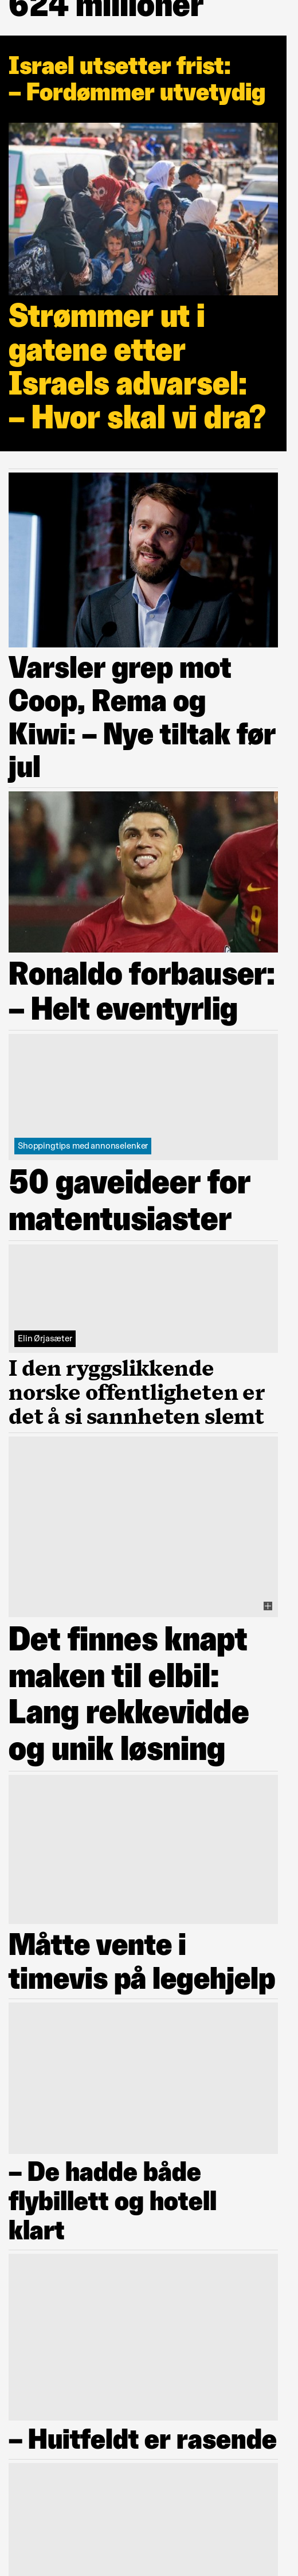 624 millioner
Israel utsetter frist:
– Fordømmer utvetydig
Strømmer ut i
gatene etter
Israels advarsel:
– Hvor skal vi dra?
Varsler grep mot
Coop, Rema og
Kiwi: – Nye tiltak før
jul
9
Ronaldo forbauser:
– Helt eventyrlig
Shoppingtips med annonselenker
50 gaveideer for
matentusiaster
Elin Ørjasæter
I den ryggslikkende
norske offentligheten er
det å si sannheten slemt
Det finnes knapt
maken til elbil:
Lang rekkevidde
og unik løsning
Måtte vente i
timevis på legehjelp
– De hadde både
flybillett og hotell
klart
– Huitfeldt er rasende